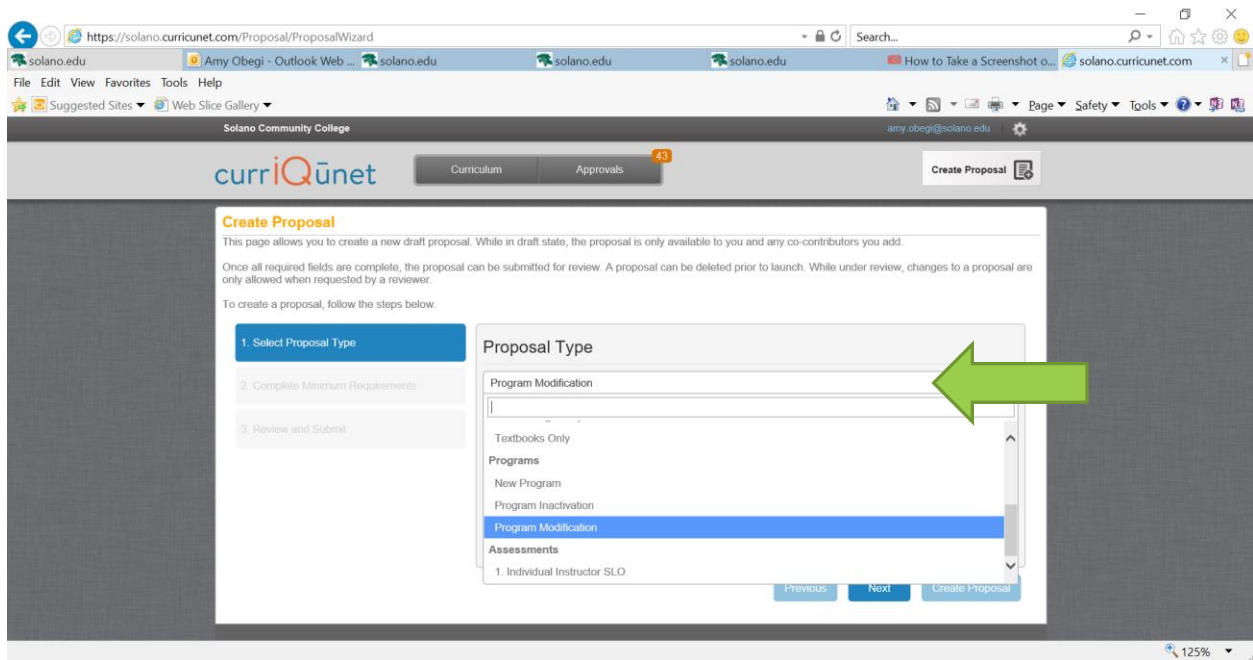 https://solano.curricunet.com/Proposal/ProposalWizard
Search...
solano.edu
Amy Obegi - Outlook Web ...
solano.edu
solano.edu
solano.edu
How to Take a Screenshot o...
solano.curricunet.com
File Edit View Favorites Tools Help
Suggested Sites
Web Slice Gallery
Page
Safety
Tools
Solano Community College
amy.obegi@solano.edu
currIQūnet
Curriculum
Approvals
43
Create Proposal
Create Proposal
This page allows you to create a new draft proposal. While in draft state, the proposal is only available to you and any co-contributors you add.
Once all required fields are complete, the proposal can be submitted for review. A proposal can be deleted prior to launch. While under review, changes to a proposal are
only allowed when requested by a reviewer.
To create a proposal, follow the steps below.
1. Select Proposal Type
2. Complete Minimum Requirements
3. Review and Submit
Proposal Type
Program Modification
Textbooks Only
Programs
New Program
Program Inactivation
Program Modification
Assessments
1. Individual Instructor SLO
Previous
Next
Create Proposal
125%